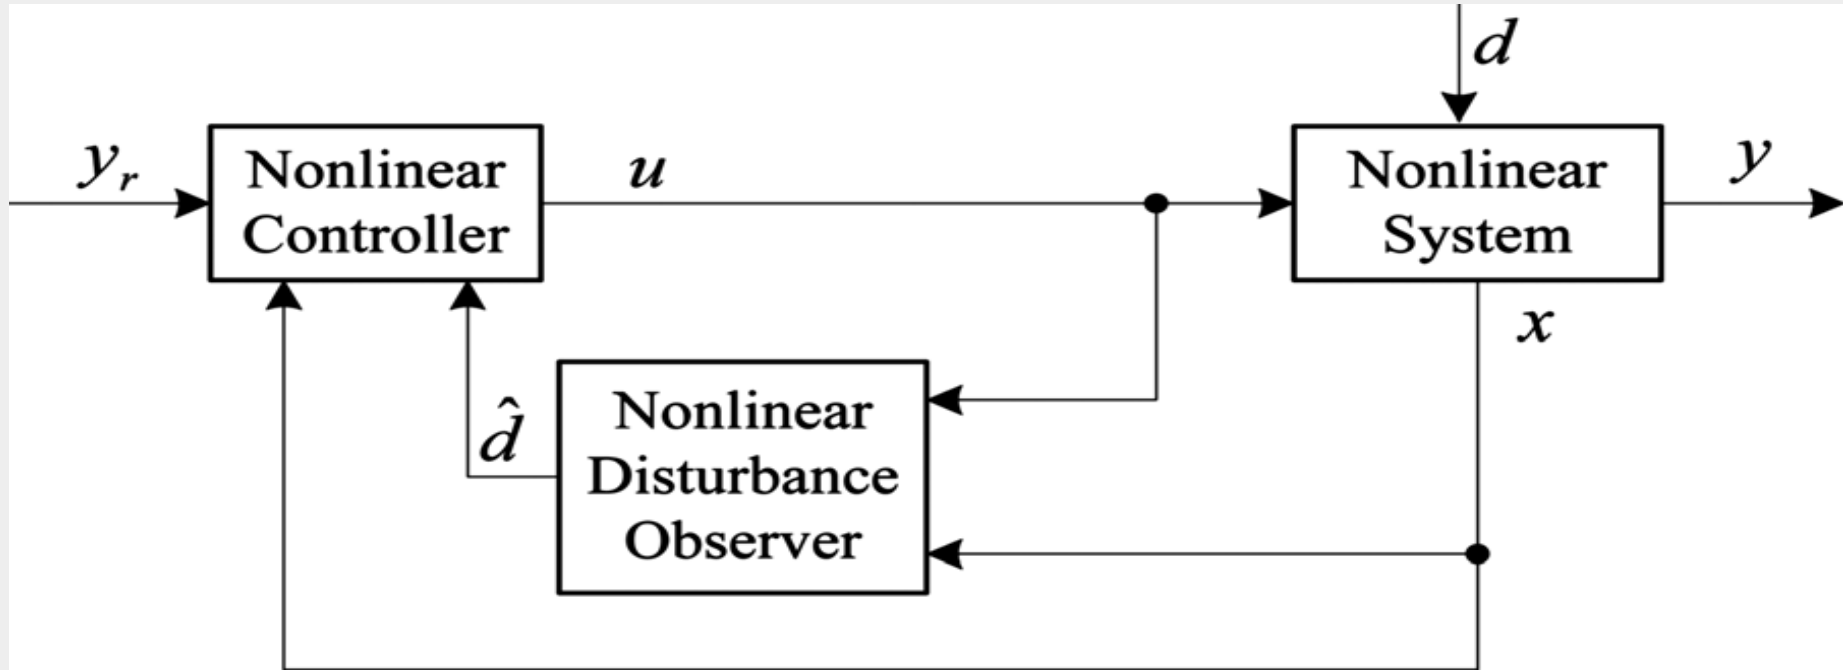 d
y_r
Nonlinear
Controller
u
Nonlinear
System
y
x
d̂
Nonlinear
Disturbance
Observer